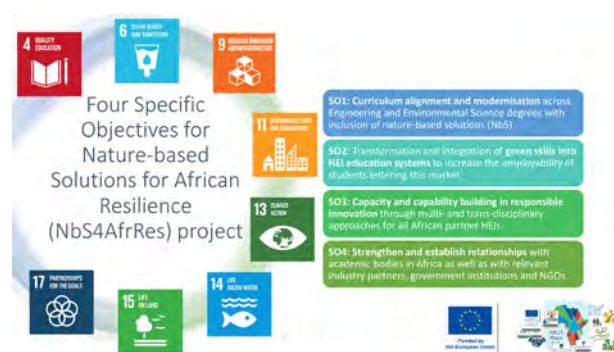 4 QUALITY
EDUCATION
6 CLEAN WATER
AND SANITATION
9 INDUSTRY, INNOVATION
AND INFRASTRUCTURE
11 SUSTAINABLE CITIES
AND COMMUNITIES
13 CLIMATE
ACTION
14 LIFE
BELOW WATER
15 LIFE
ON LAND
17 PARTNERSHIPS
FOR THE GOALS
Four Specific
Objectives for
Nature-based
Solutions for African
Resilience
(NbS4AfrRes) project
SO1: Curriculum alignment and modernisation across
Engineering and Environmental Science degrees with
inclusion of nature-based solutions (NbS)
SO2: Transformation and integration of green skills into
HEI education systems to increase the employability of
students entering this market
SO3: Capacity and capability building in responsible
innovation through multi- and trans-disciplinary
approaches for all African partner HEIs
SO4: Strengthen and establish relationships with
academic bodies in Africa as well as with relevant
industry partners, government institutions and NGOs
Funded by
the European Union